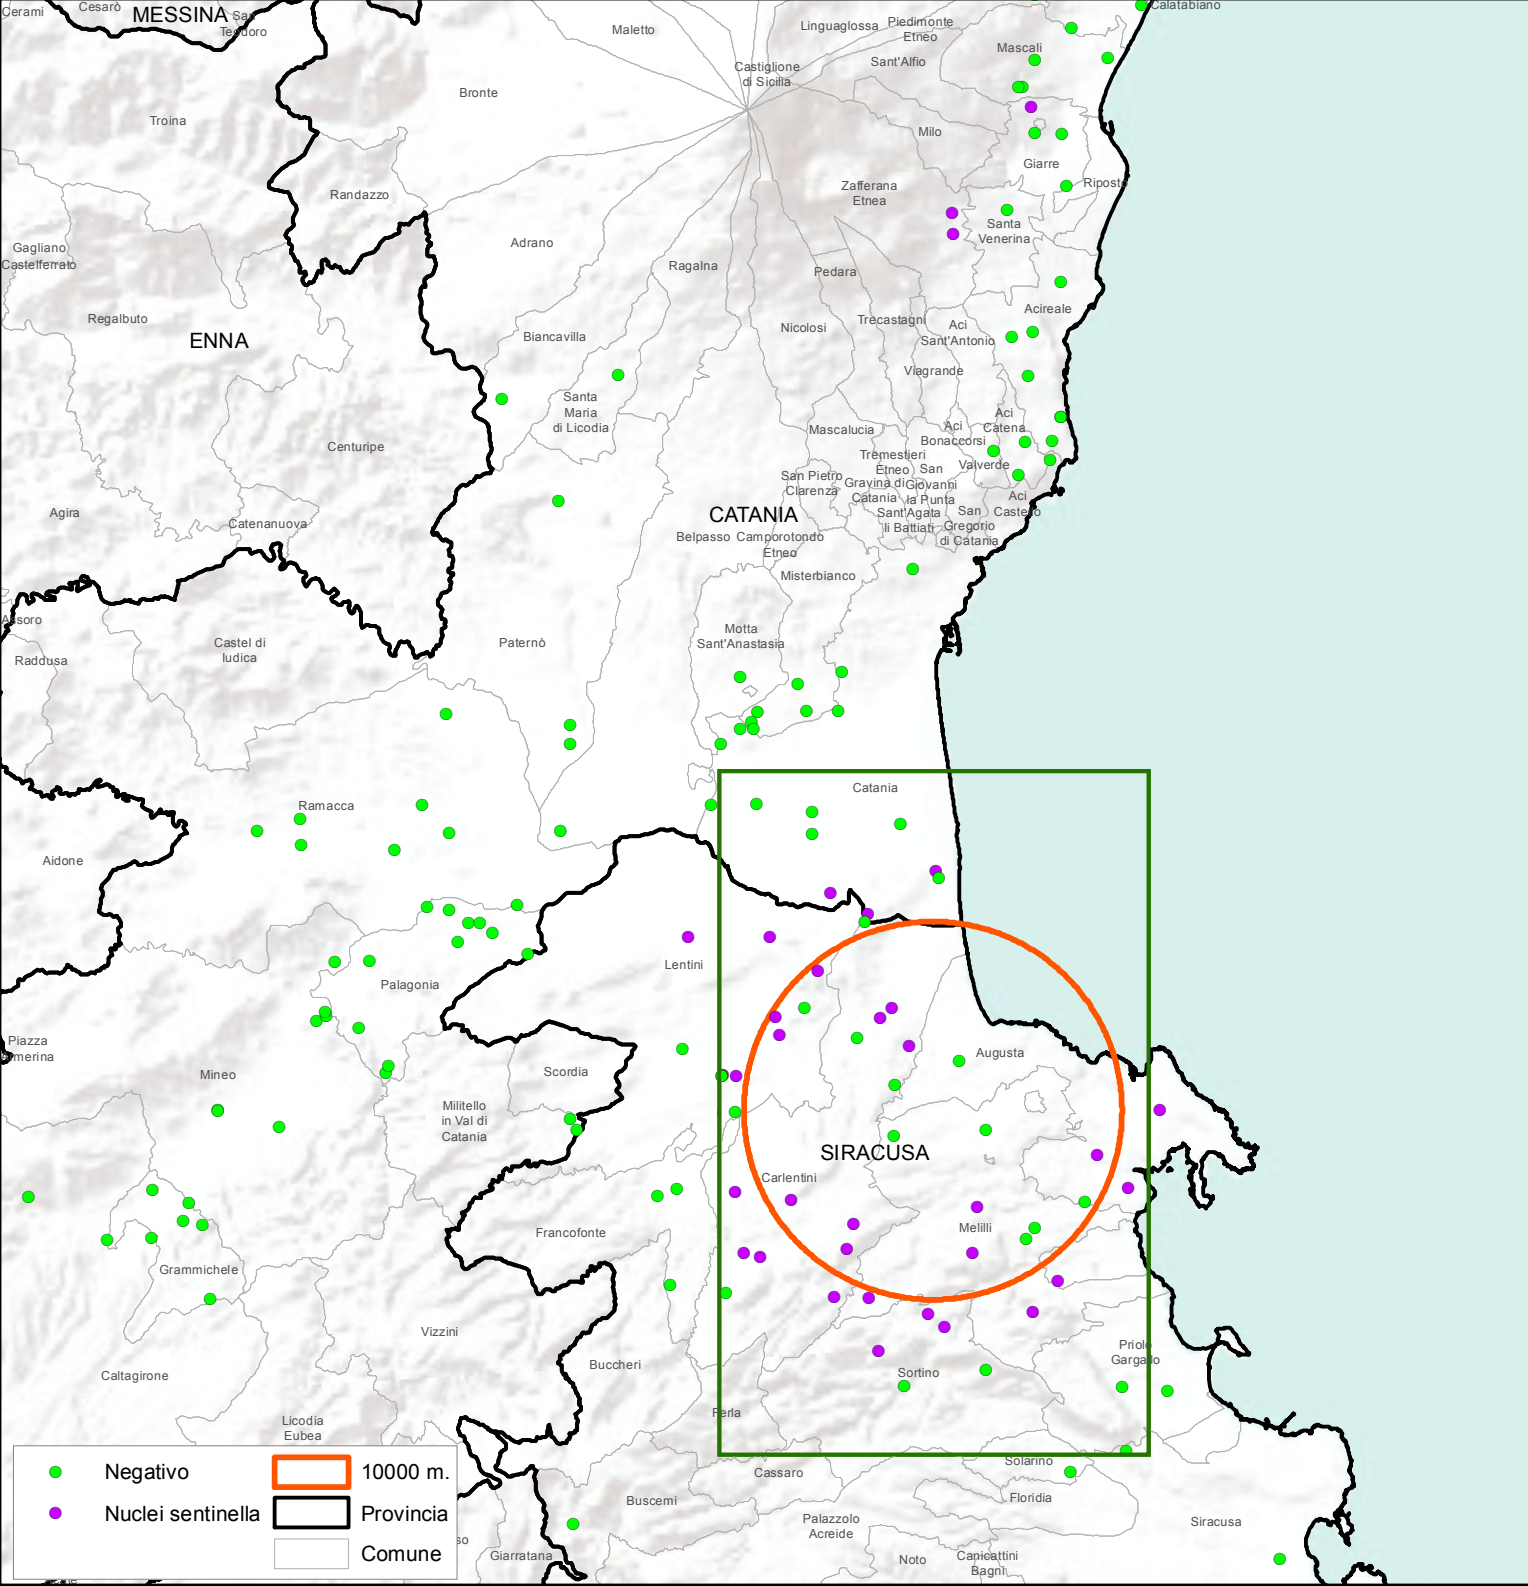 Cerami
Cesarò
MESSINA
San
Teodoro
Maletto
Linguaglossa
Piedimonte
Etneo
Calatabiano
Mascali
Sant'Alfio
Castiglione
di Sicilia
Bronte
Troina
Milo
Giarre
Randazzo
Zafferana
Etnea
Riposto
Santa
Venerina
Gagliano
Castelferrato
Adrano
Ragalna
Pedara
Regalbuto
ENNA
Biancavilla
Nicolosi
Trecastagni
Aci
Sant'Antonio
Acireale
Viagrande
Santa
Maria
di Licodia
Centuripe
Mascalucia
Aci
Bonaccorsi
Aci
Catena
Tremestieri
Etneo
San
Giovanni
la Punta
Valverde
San Pietro
Clarenza
Gravina di
Catania
Sant'Agata
li Battiati
San
Gregorio
di Catania
Aci
Castello
Agira
Catenanuova
CATANIA
Belpasso
Camporotondo
Etneo
Misterbianco
Assoro
Raddusa
Castel di
Iudica
Paternò
Motta
Sant'Anastasia
Catania
Ramacca
Aidone
Lentini
Palagonia
Piazza
Armerina
Mineo
Scordia
Augusta
Militello
in Val di
Catania
SIRACUSA
Carlentini
Francofonte
Melilli
Grammichele
Vizzini
Priolo
Gargallo
Caltagirone
Buccheri
Sortino
Licodia
Eubea
Ferla
Cassaro
Solarino
Buscemi
Floridia
Palazzolo
Acreide
Siracusa
Giarratana
Noto
Canicattini
Bagni
Negativo
10000 m.
Nuclei sentinella
Provincia
Comune